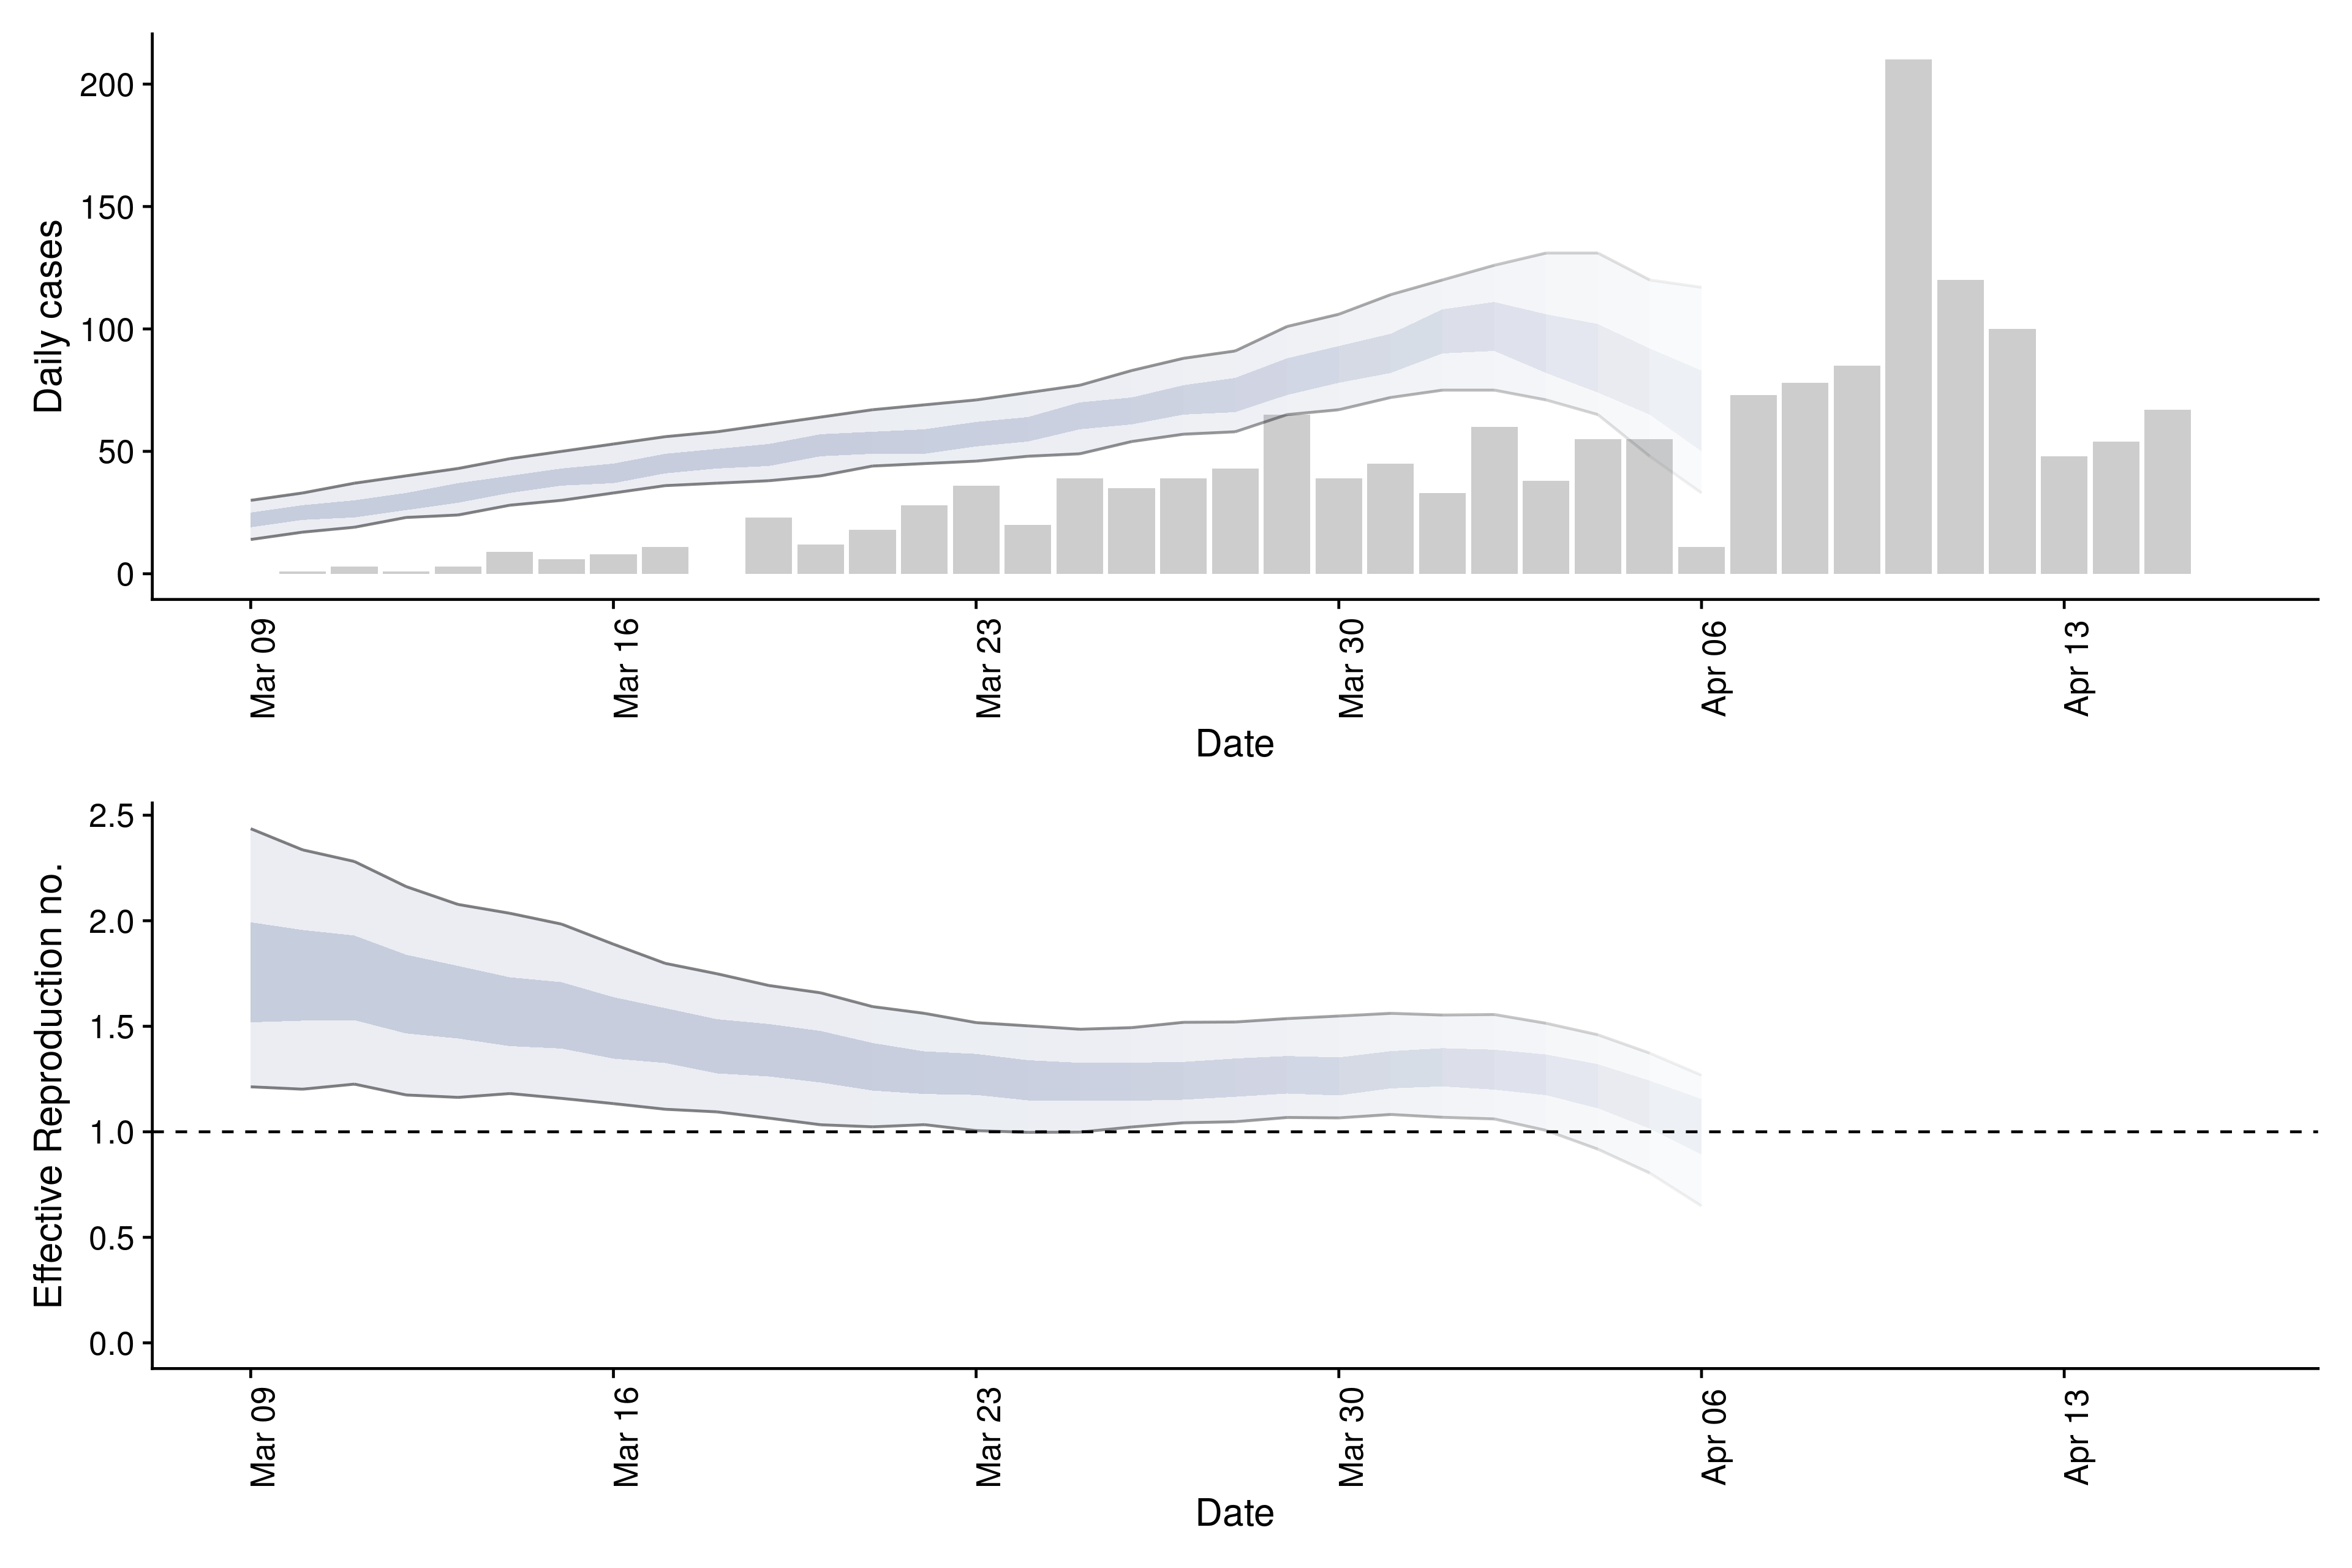 Daily cases
200
150
100
50
0
Mar 09
Mar 16
Mar 23
Mar 30
Apr 06
Apr 13
Date
Effective Reproduction no.
2.5
2.0
1.5
1.0
0.5
0.0
Mar 09
Mar 16
Mar 23
Mar 30
Apr 06
Apr 13
Date